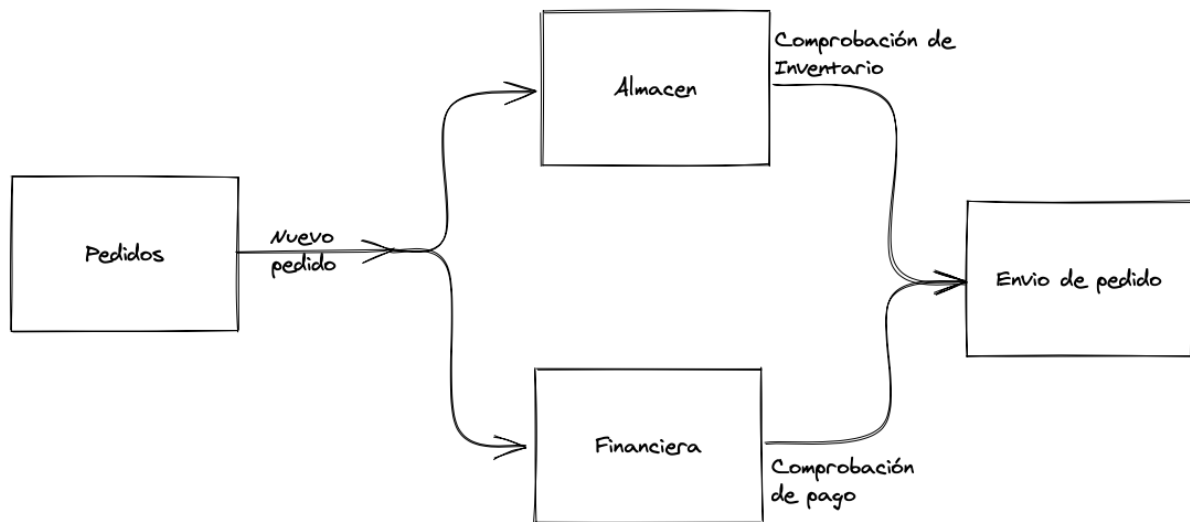 Almacen
Comprobación de
Inventario
Pedidos
Nuevo
pedido
Envio de pedido
Financiera
Comprobación
de pago